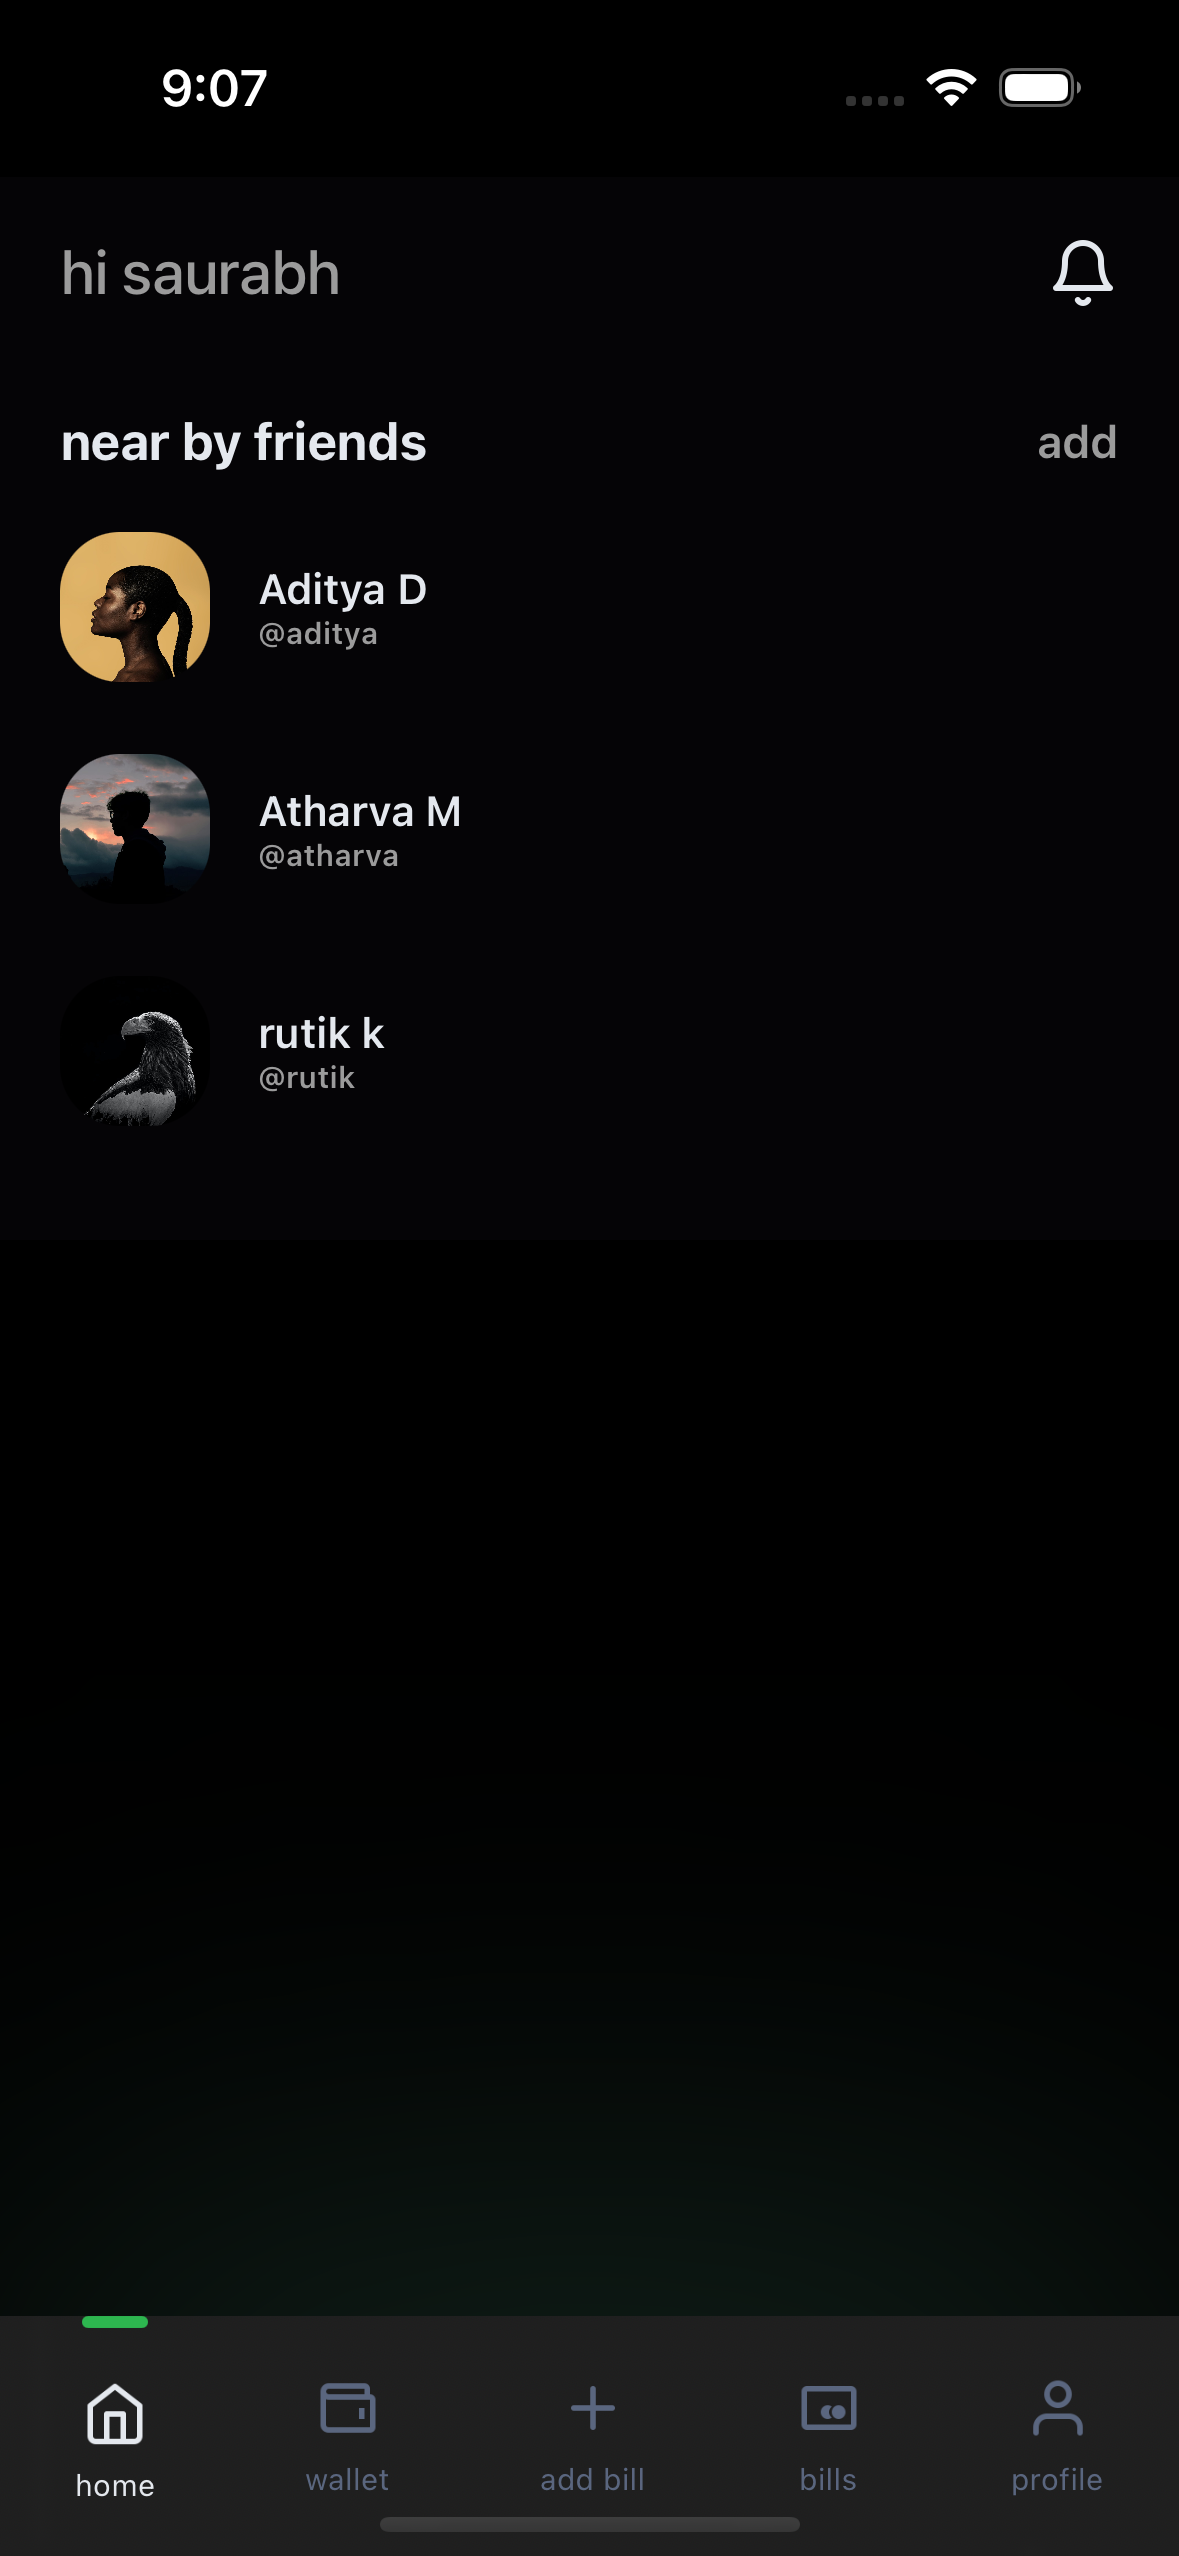 9:07
hi saurabh
near by friends
add
Aditya D
@aditya
Atharva M
@atharva
rutik k
@rutik
home
wallet
add bill
bills
profile